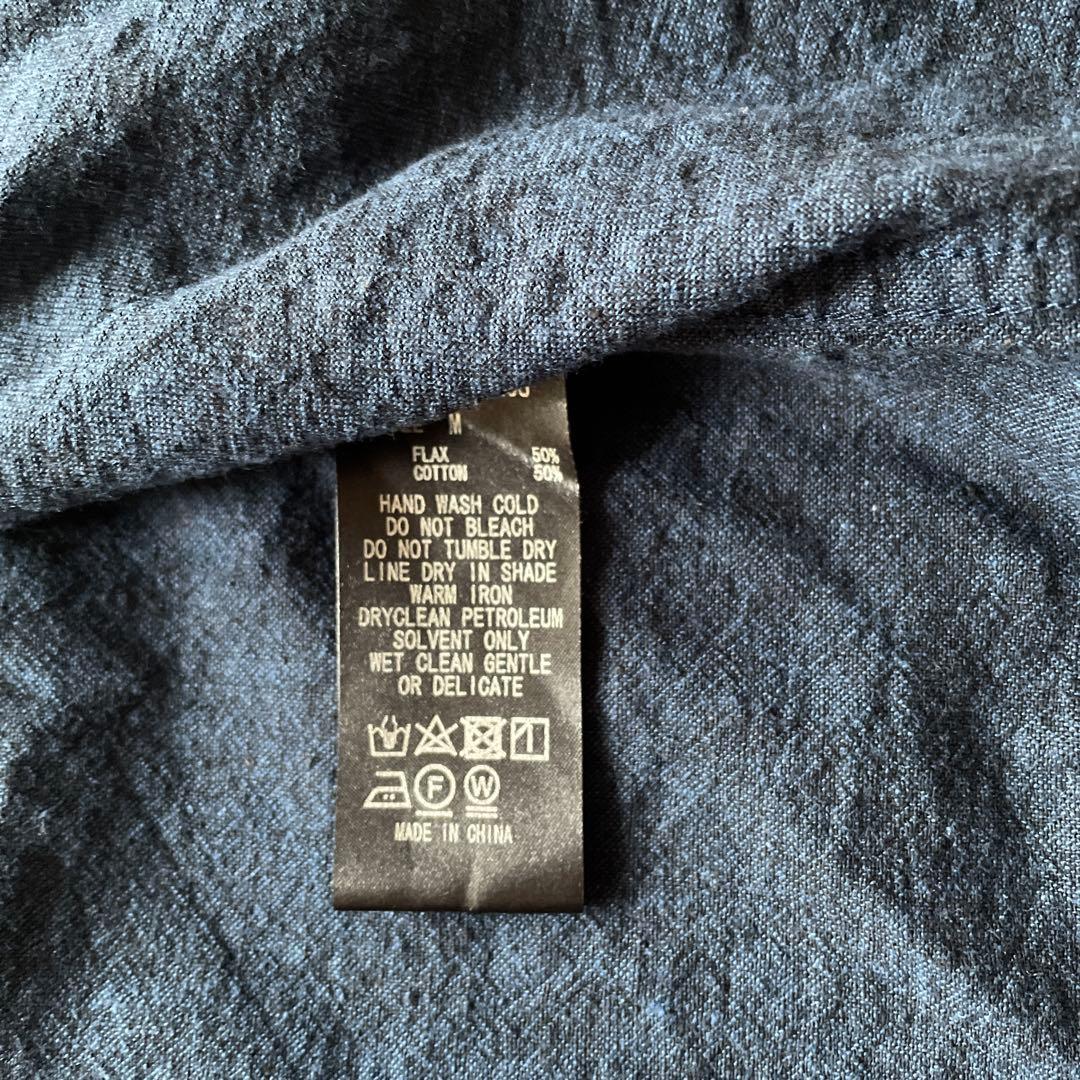 M
FLAX 50%
COTTON 50%
HAND WASH COLD
DO NOT BLEACH
DO NOT TUMBLE DRY
LINE DRY IN SHADE
WARM IRON
DRYCLEAN PETROLEUM
SOLVENT ONLY
WET CLEAN GENTLE
OR DELICATE
F W
MADE IN CHINA